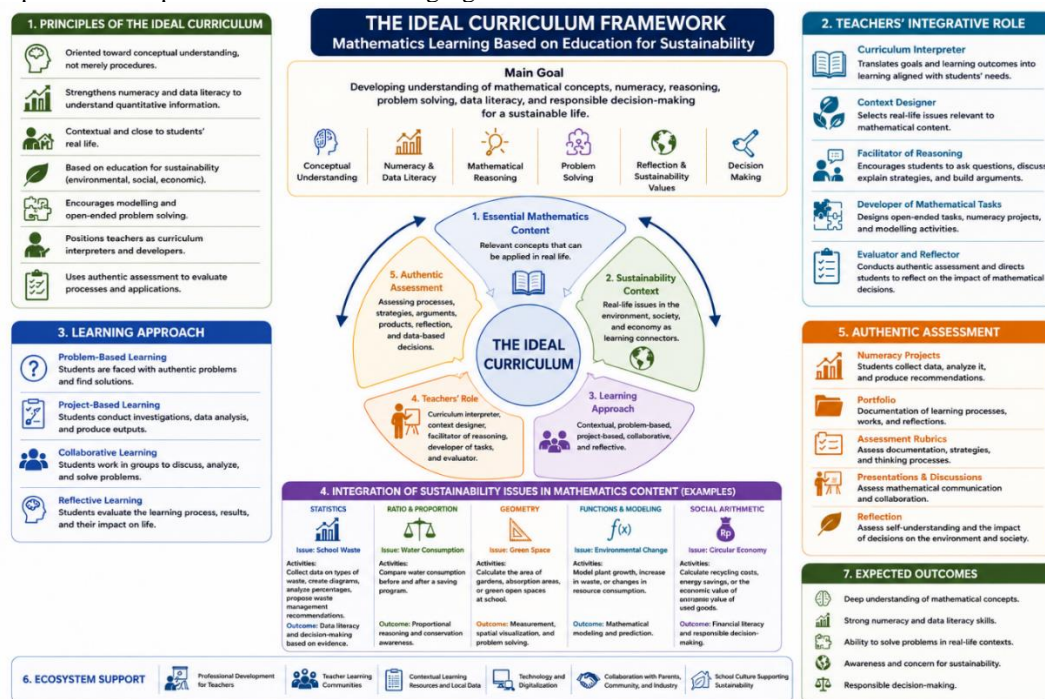 THE IDEAL CURRICULUM FRAMEWORK
Mathematics Learning Based on Education for Sustainability
Main Goal
Developing understanding of mathematical concepts, numeracy, reasoning,
problem solving, data literacy, and responsible decision-making
for a sustainable life.
Conceptual
Understanding
Numeracy &
Data Literacy
Mathematical
Reasoning
Problem
Solving
Reflection &
Sustainability
Values
Decision
Making
1. PRINCIPLES OF THE IDEAL CURRICULUM
Oriented toward conceptual understanding,
not merely procedures.
Strengthens numeracy and data literacy to
understand quantitative information.
Contextual and close to students'
real life.
Based on education for sustainability
(environmental, social, economic).
Encourages modelling and
open-ended problem solving.
Positions teachers as curriculum
interpreters and developers.
Uses authentic assessment to evaluate
processes and applications.
2. TEACHERS' INTEGRATIVE ROLE
Curriculum Interpreter
Translates goals and learning outcomes into
learning aligned with students' needs.
Context Designer
Selects real-life issues relevant to
mathematical content.
Facilitator of Reasoning
Encourages students to ask questions, discuss
explain strategies, and build arguments.
Developer of Mathematical Tasks
Designs open-ended tasks, numeracy projects,
and modelling activities.
Evaluator and Reflector
Conducts authentic assessment and directs
students to reflect on the impact of mathematical
decisions.
1. Essential Mathematics
Content
Relevant concepts that can
be applied in real life.
2. Sustainability
Context
Real-life issues in the
environment, society,
and economy as
learning connectors.
3. Learning
Approach
Contextual, problem-based,
project-based, collaborative,
and reflective.
4. Teachers' Role
Curriculum interpreter,
context designer,
facilitator of reasoning,
developer of tasks,
and evaluator.
5. Authentic
Assessment
Assessing processes,
strategies, arguments,
products, reflection,
and data-based
decisions.
THE IDEAL
CURRICULUM
3. LEARNING APPROACH
Problem-Based Learning
Students are faced with authentic problems
and find solutions.
Project-Based Learning
Students conduct investigations, data analysis,
and produce outputs.
Collaborative Learning
Students work in groups to discuss, analyze,
and solve problems.
Reflective Learning
Students evaluate the learning process, results,
and their impact on life.
5. AUTHENTIC ASSESSMENT
Numeracy Projects
Students collect data, analyze it,
and produce recommendations.
Portfolio
Documentation of learning processes,
works, and reflections.
Assessment Rubrics
Assess documentation, strategies,
and thinking processes.
Presentations & Discussions
Assess mathematical communication
and collaboration.
Reflection
Assess self-understanding and the impact
of decisions on the environment and society.
4. INTEGRATION OF SUSTAINABILITY ISSUES IN MATHEMATICS CONTENT (EXAMPLES)
STATISTICS
Issue: School Waste
Activities:
Collect data on types of
waste, create diagrams,
analyze percentages,
propose waste
management
recommendations.
Outcome: Data literacy
and decision-making
based on evidence.
RATIO & PROPORTION
Issue: Water Consumption
Activities:
Compare water consumption
before and after a saving
program.
Outcome: Proportional
reasoning and conservation
awareness.
GEOMETRY
Issue: Green Space
Activities:
Calculate the area of
gardens, absorption areas,
or green open spaces
at school.
Outcome: Measurement,
spatial visualization, and
problem solving.
FUNCTIONS & MODELING
f(x)
Issue: Environmental Change
Activities:
Model plant growth, increase
in waste, or changes in
resource consumption.
Outcome: Mathematical
modeling and prediction.
SOCIAL ARITHMETIC
Rp
Issue: Circular Economy
Activities:
Calculate recycling costs,
energy savings, or the
economic value of
used goods.
Outcome: Financial literacy
and responsible decision-
making.
7. EXPECTED OUTCOMES
Deep understanding of mathematical concepts.
Strong numeracy and data literacy skills.
Ability to solve problems in real-life contexts.
Awareness and concern for sustainability.
Responsible decision-making.
6. ECOSYSTEM SUPPORT
Professional Development
for Teachers
Teacher Learning
Communities
Contextual Learning
Resources and Local Data
Technology and
Digitalization
Collaboration with Parents,
Community, and Industry
School Culture Supporting
Sustainability